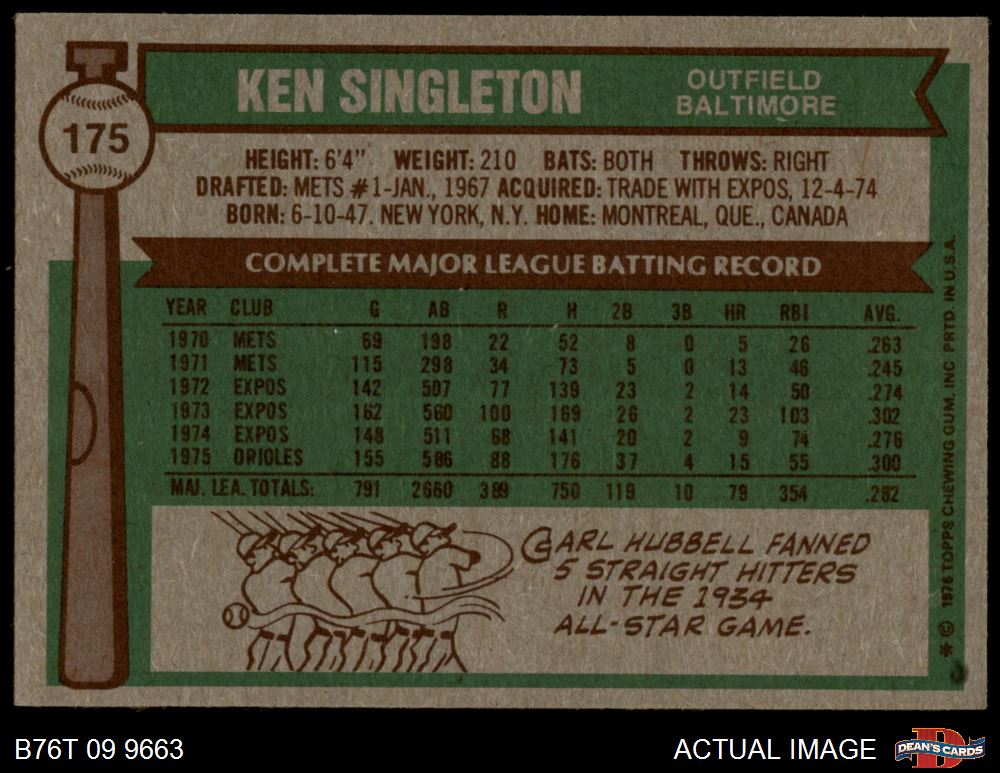 175
KEN SINGLETON
OUTFIELD
BALTIMORE
HEIGHT: 6'4" WEIGHT: 210 BATS: BOTH THROWS: RIGHT
DRAFTED: METS #1-JAN., 1967 ACQUIRED: TRADE WITH EXPOS, 12-4-74
BORN: 6-10-47, NEW YORK, N.Y. HOME: MONTREAL, QUE., CANADA
COMPLETE MAJOR LEAGUE BATTING RECORD
YEAR CLUB G AB R H 2B 3B HR RBI AVG.
1970 METS 69 198 22 52 8 0 5 26 .263
1971 METS 115 298 34 73 5 0 13 46 .245
1972 EXPOS 142 507 77 139 23 2 14 50 .274
1973 EXPOS 162 560 100 169 26 2 23 103 .302
1974 EXPOS 148 511 68 141 20 2 9 74 .276
1975 ORIOLES 155 586 88 176 37 4 15 55 .300
MAJ. LEA. TOTALS: 791 2660 389 750 119 10 79 354 .282
CARL HUBBELL FANNED
5 STRAIGHT HITTERS
IN THE 1934
ALL-STAR GAME.
* © 1976 TOPPS CHEWING GUM, INC. PRTD. IN U.S.A.
B76T 09 9663
ACTUAL IMAGE
D
DEAN'S CARDS